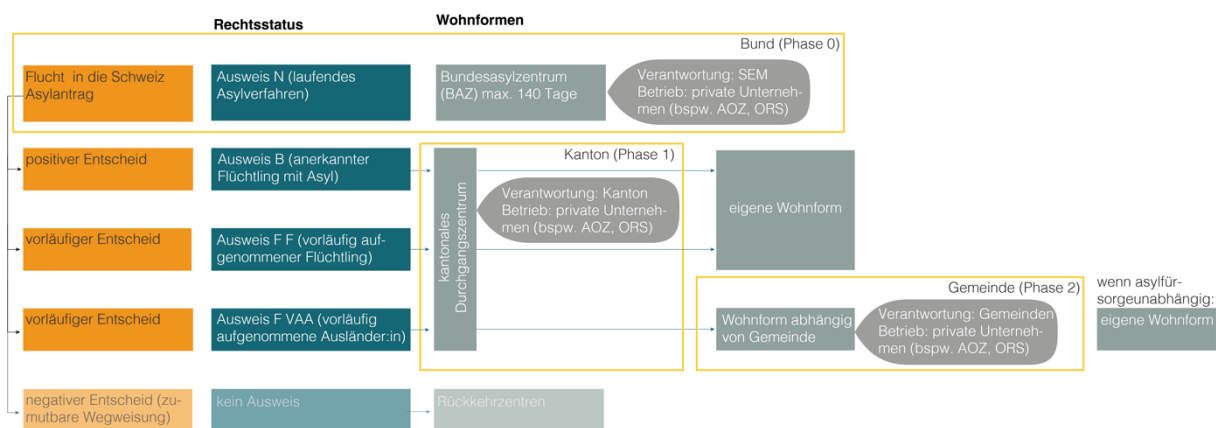 Rechtsstatus
Wohnformen
Bund (Phase 0)
Flucht in die Schweiz
Asylantrag
Ausweis N (laufendes
Asylverfahren)
Bundesasylzentrum
(BAZ) max. 140 Tage
Verantwortung: SEM
Betrieb: private Unterneh-
men (bspw. AOZ, ORS)
positiver Entscheid
Ausweis B (anerkannter
Flüchtling mit Asyl)
Kanton (Phase 1)
kantonales
Durchgangszentrum
Verantwortung: Kanton
Betrieb: private Unterneh-
men (bspw. AOZ, ORS)
eigene Wohnform
vorläufiger Entscheid
Ausweis F F (vorläufig auf-
genommener Flüchtling)
vorläufiger Entscheid
Ausweis F VAA (vorläufig
aufgenommene Ausländer:in)
Gemeinde (Phase 2)
Wohnform abhängig
von Gemeinde
Verantwortung: Gemeinden
Betrieb: private Unterneh-
men (bspw. AOZ, ORS)
wenn asylfür-
sorgeunabhängig:
eigene Wohnform
negativer Entscheid (zu-
mutbare Wegweisung)
kein Ausweis
Rückkehrzentren